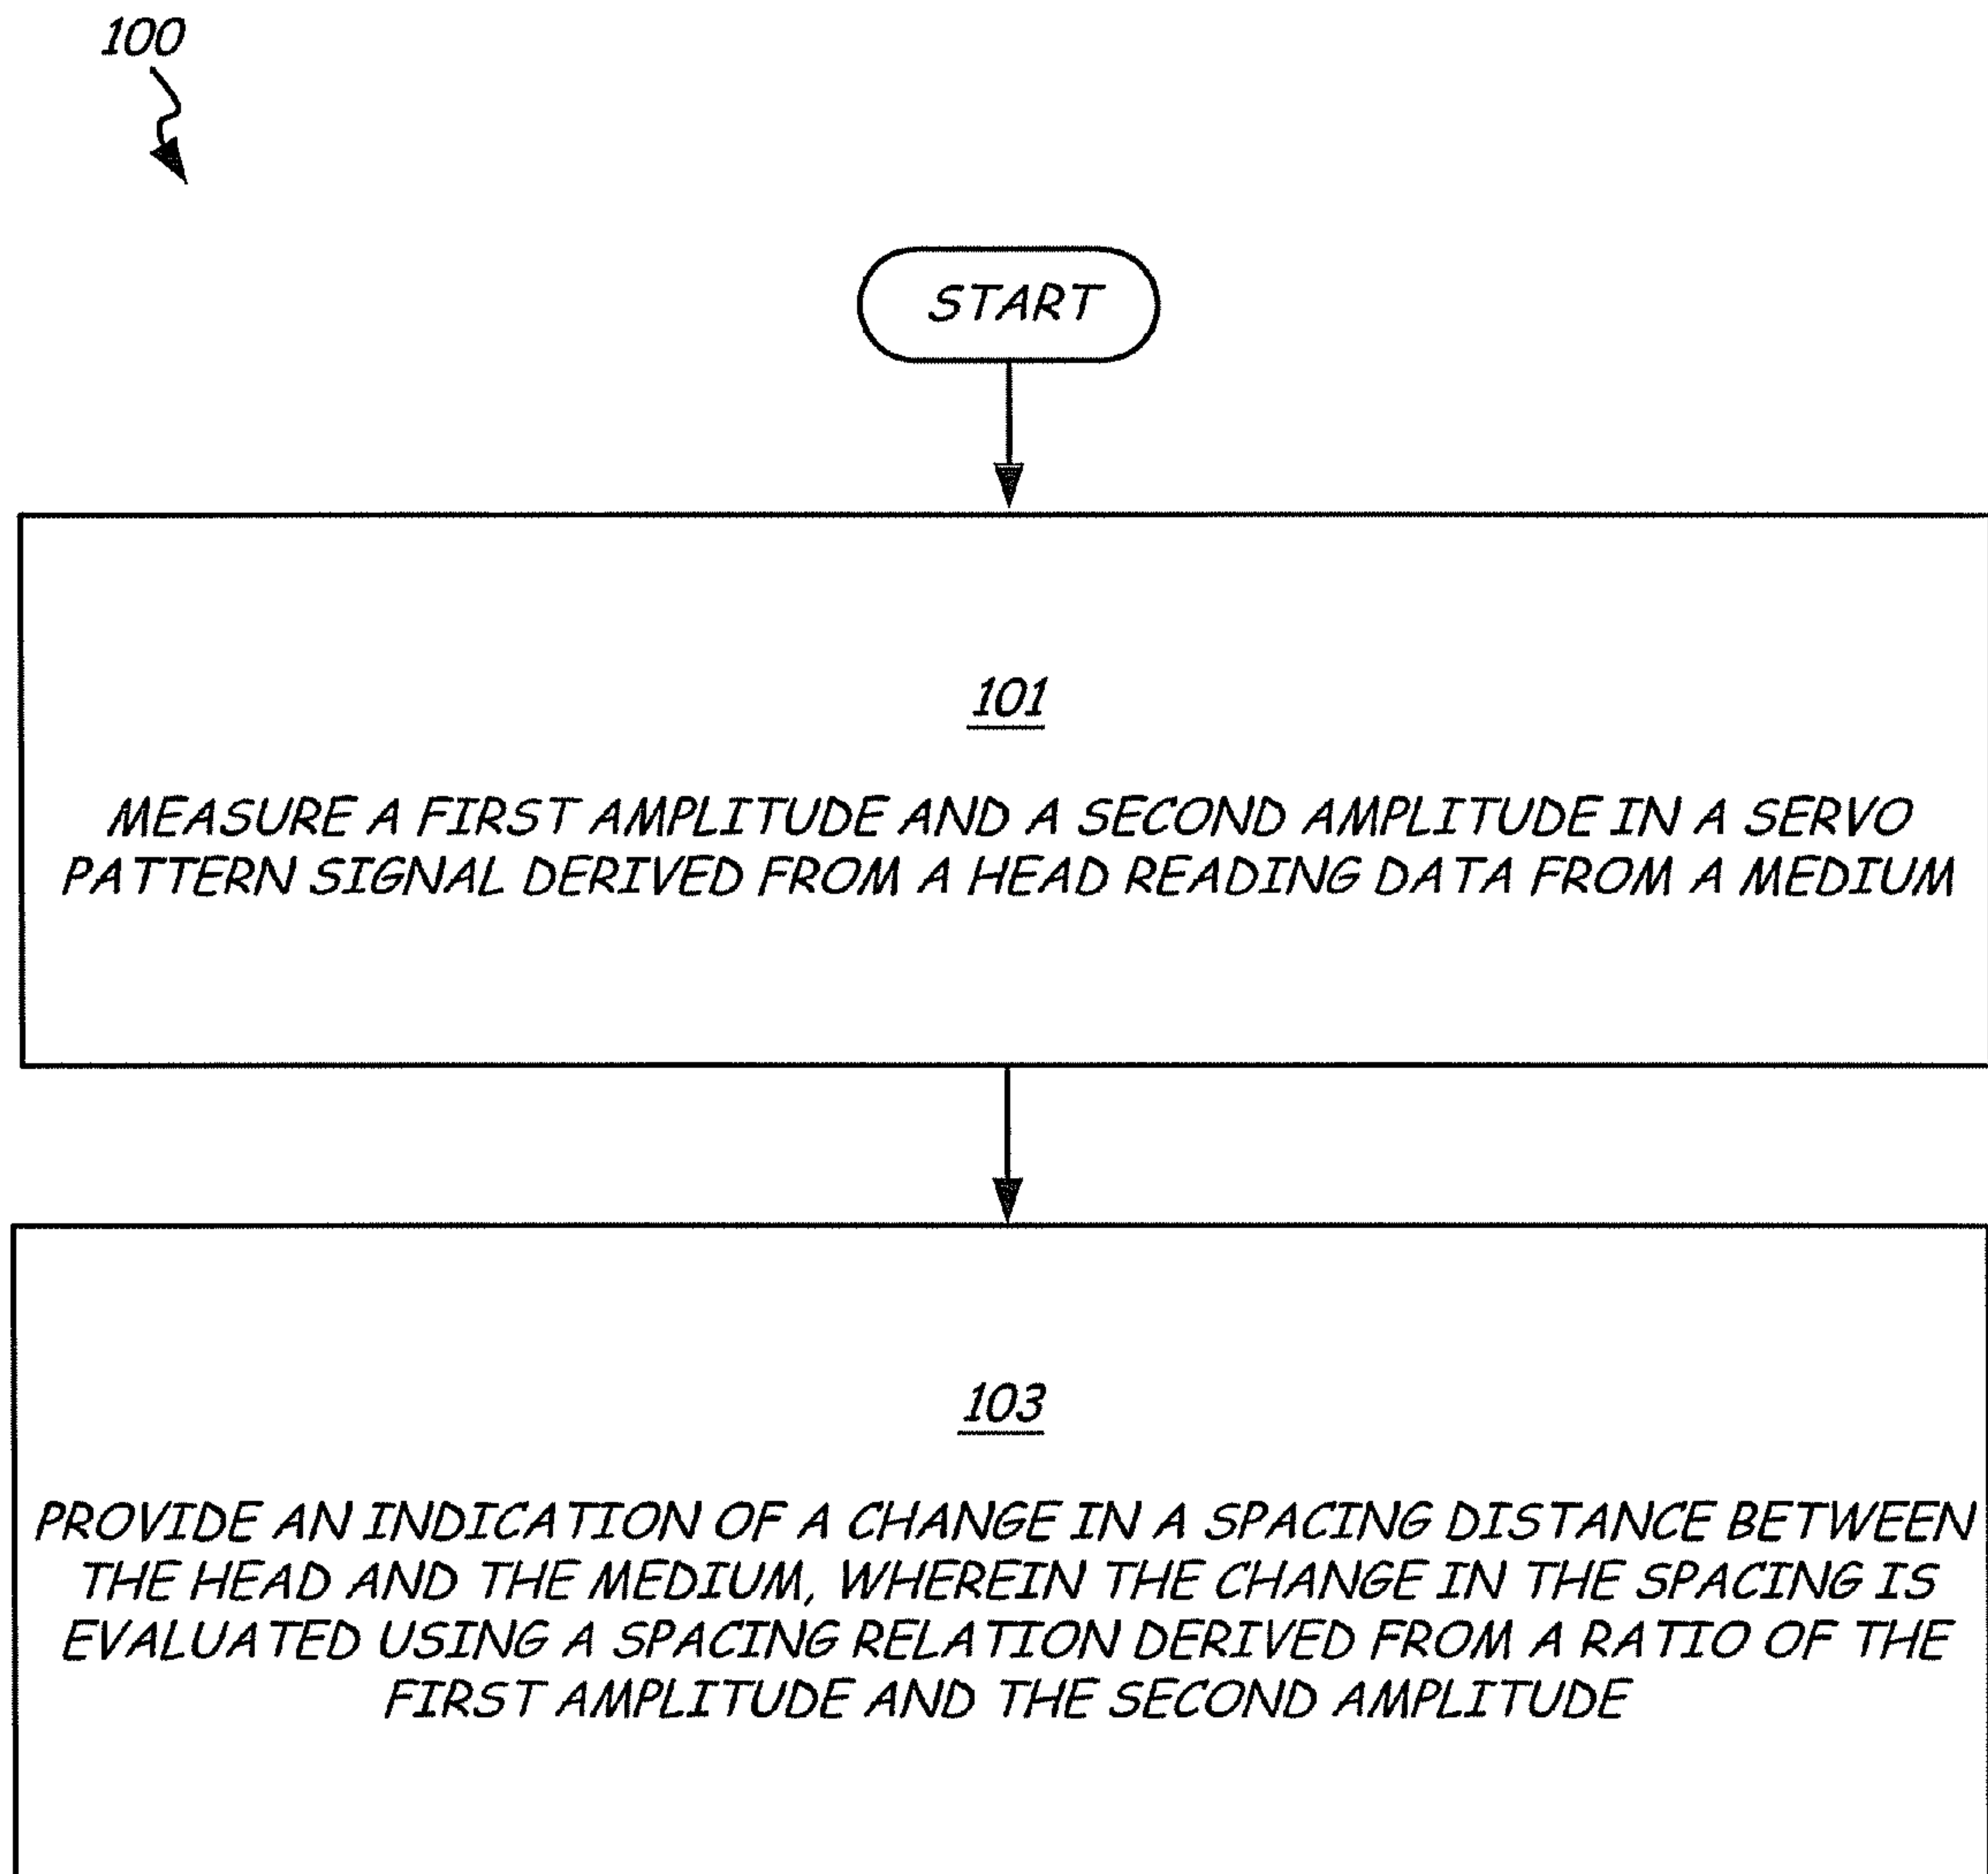 100
START
101
MEASURE A FIRST AMPLITUDE AND A SECOND AMPLITUDE IN A SERVO
PATTERN SIGNAL DERIVED FROM A HEAD READING DATA FROM A MEDIUM
103
PROVIDE AN INDICATION OF A CHANGE IN A SPACING DISTANCE BETWEEN
THE HEAD AND THE MEDIUM, WHEREIN THE CHANGE IN THE SPACING IS
EVALUATED USING A SPACING RELATION DERIVED FROM A RATIO OF THE
FIRST AMPLITUDE AND THE SECOND AMPLITUDE